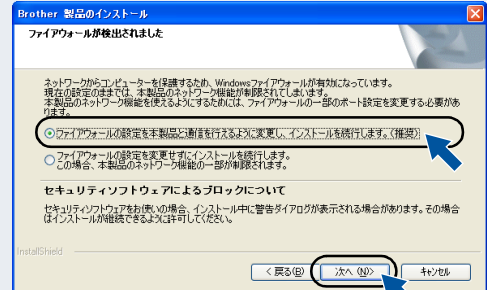 Brother 製品のインストール
ファイアウォールが検出されました
ネットワークからコンピューターを保護するため、Windowsファイアウォールが有効になっています。
現在の設定のままでは、本製品のネットワーク機能が制限されてしまいます。
本製品のネットワーク機能を使えるようにするためには、ファイアウォールの一部のポート設定を変更する必要があ
ります。
ファイアウォールの設定を本製品と通信を行えるように変更し、インストールを続行します。(推奨)
ファイアウォールの設定を変更せずにインストールを続行します。
この場合、本製品のネットワーク機能の一部が制限されます。
セキュリティソフトウェアによるブロックについて
セキュリティソフトウェアをお使いの場合、インストール中に警告ダイアログが表示される場合があります。その場合
はインストールが継続できるように許可してください。
InstallShield
< 戻る(B)
次へ (N)>
キャンセル